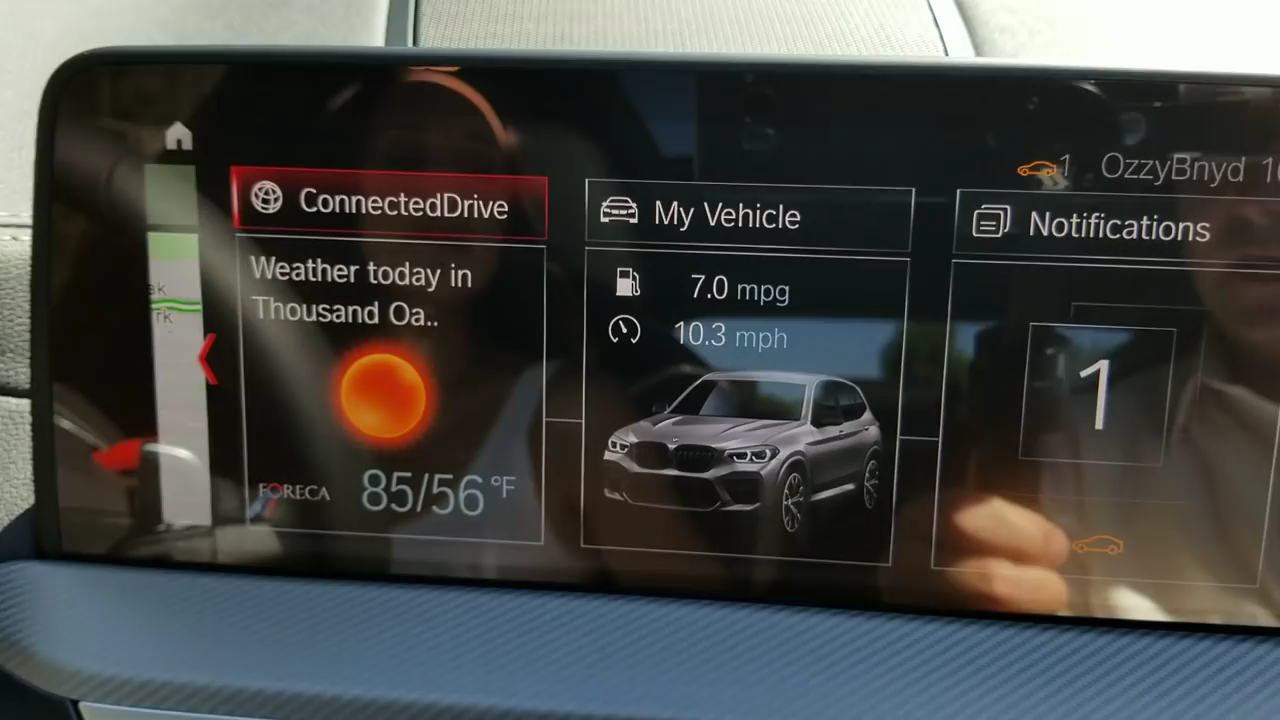 1 OzzyBnyd
ConnectedDrive
Weather today in
Thousand Oa..
FORECA 85/56 °F
My Vehicle
7.0 mpg
10.3 mph
Notifications
1